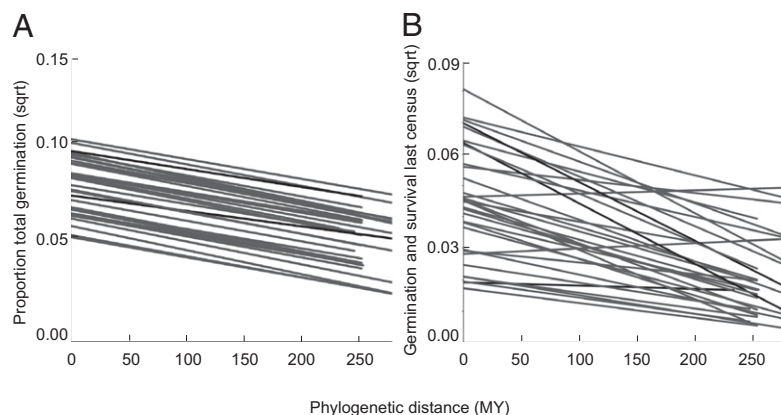 A
B
Proportion total germination (sqrt)
0.15
0.10
0.05
0.00
0 50 100 150 200 250
Germination and survival last census (sqrt)
0.09
0.06
0.03
0.00
0 50 100 150 200 250
Phylogenetic distance (MY)